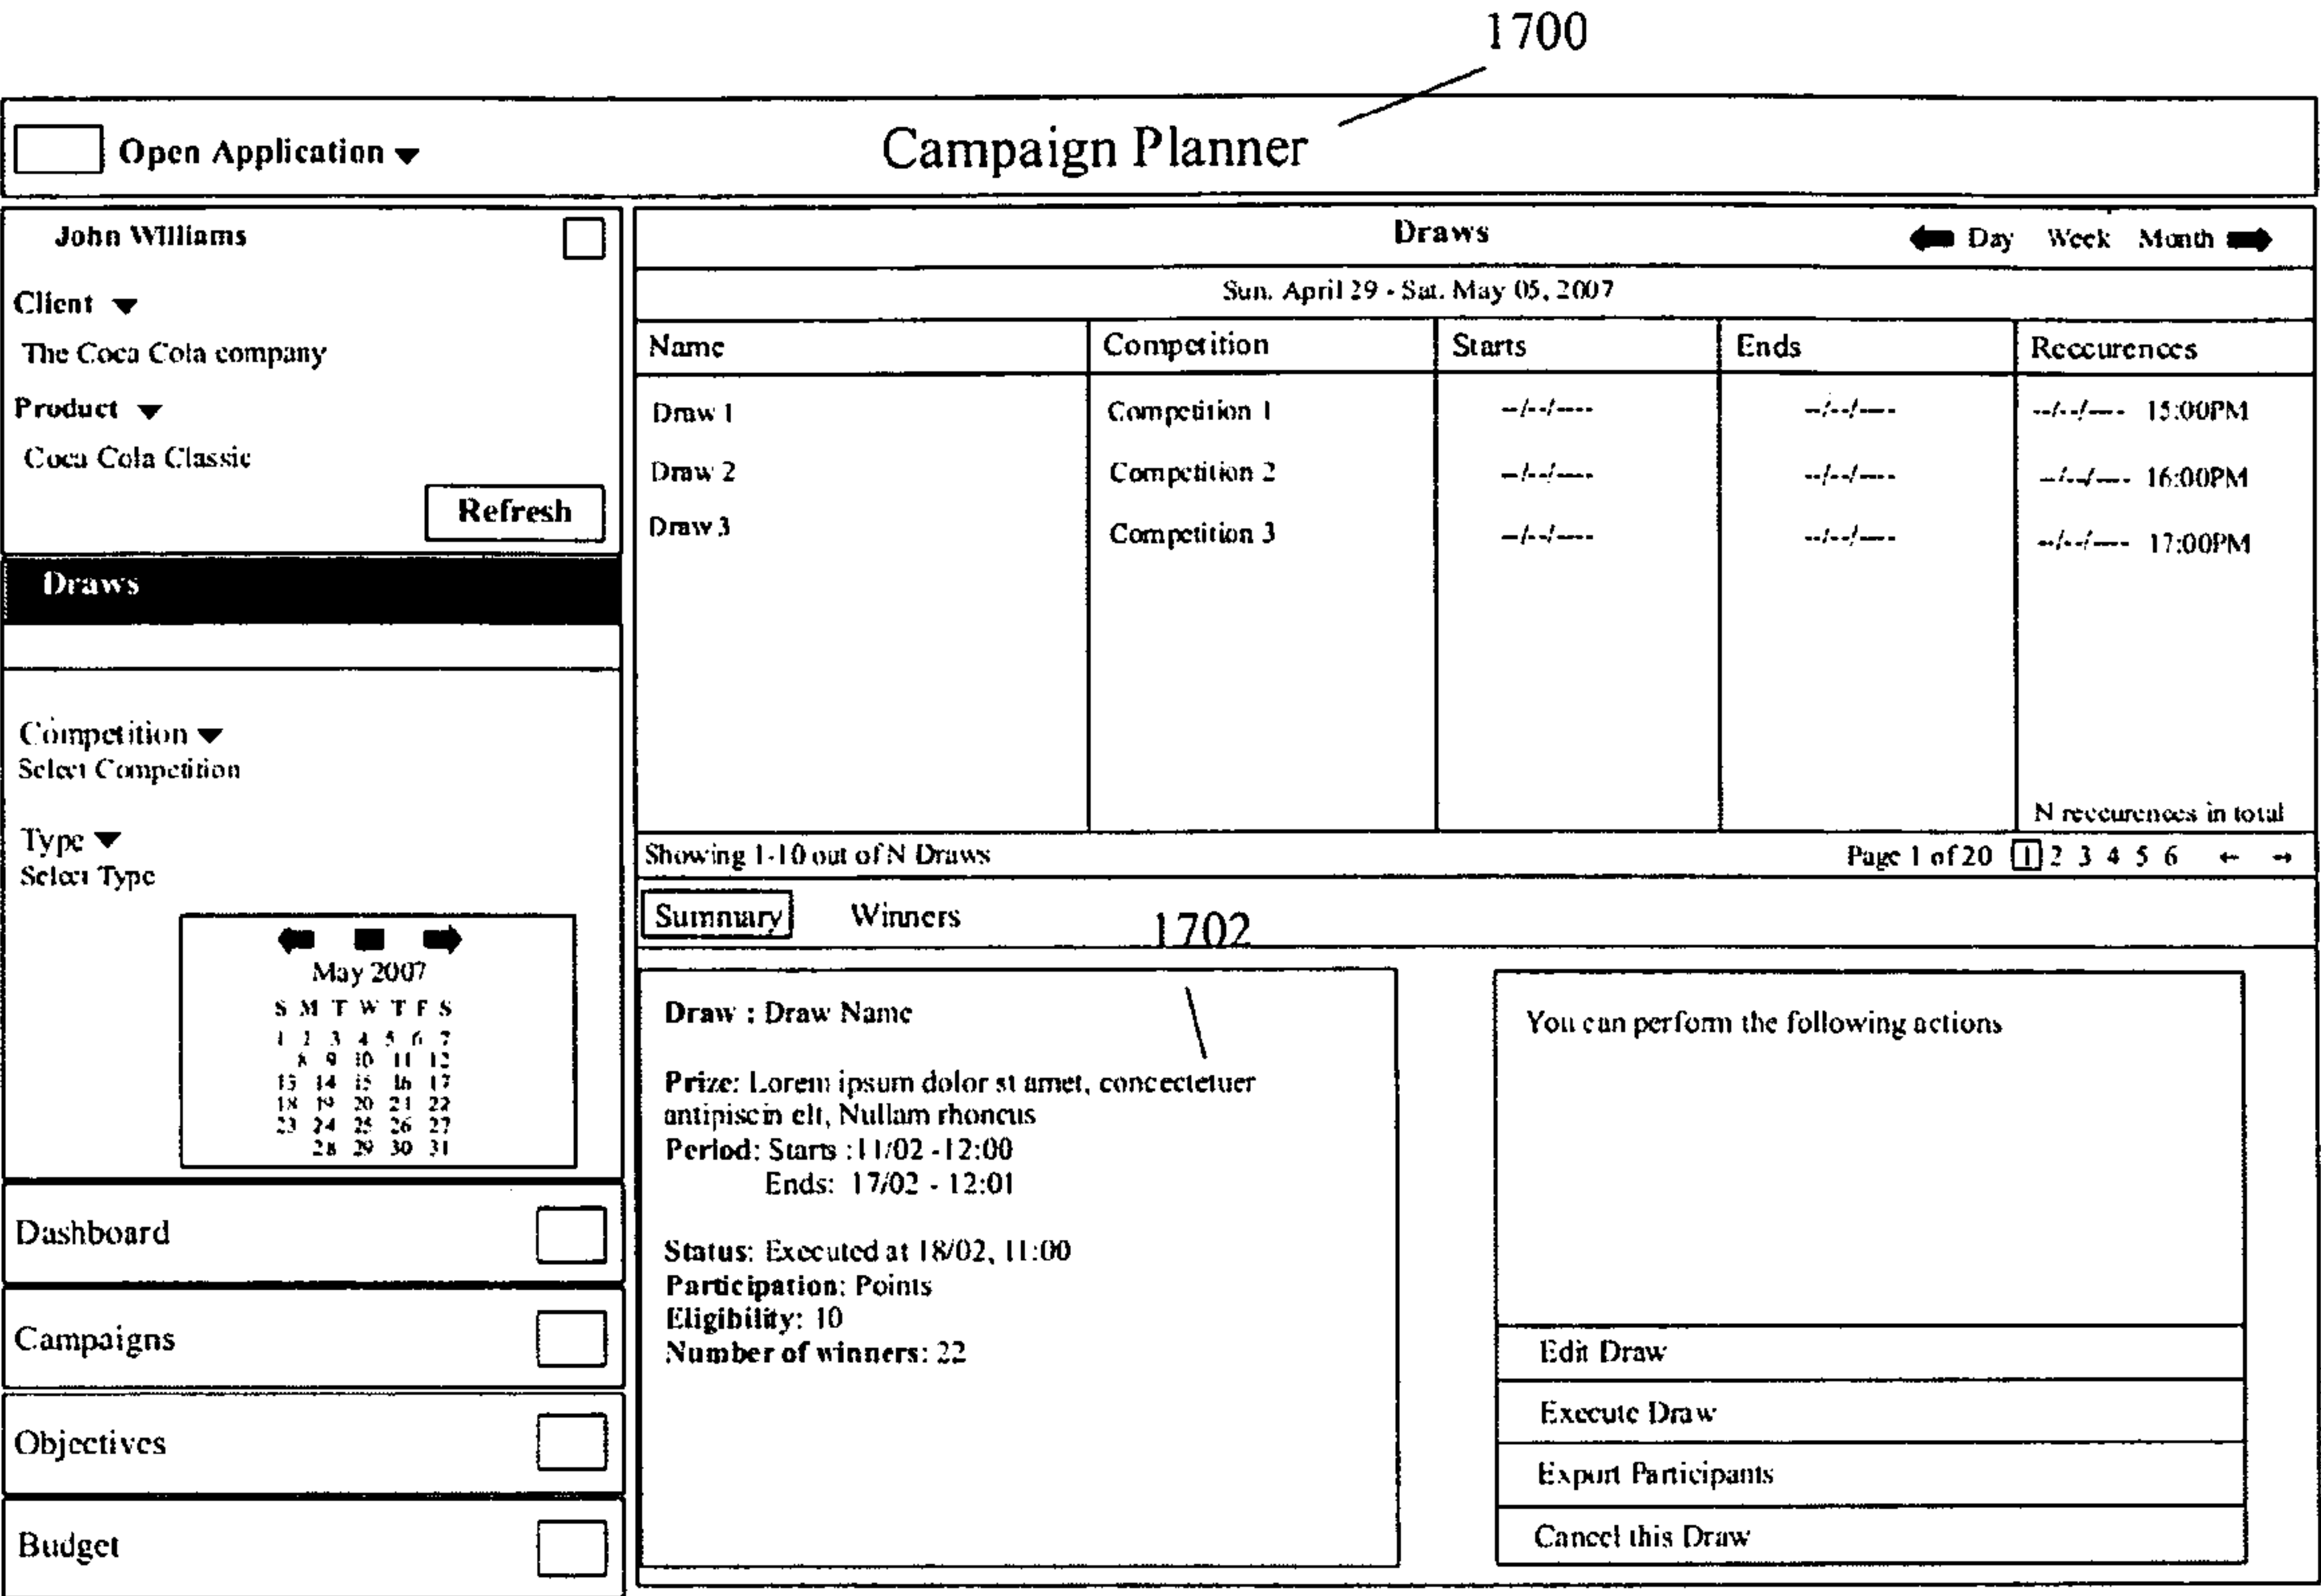 1700
Open Application
Campaign Planner
John Williams
Client
The Coca Cola company
Product
Coca Cola Classic
Refresh
Draws
Competition
Select Competition
Type
Select Type
May 2007
S M T W T F S
1 2 3 4 5 6 7
8 9 10 11 12
13 14 15 16 17
18 19 20 21 22
23 24 25 26 27
28 29 30 31
Dashboard
Campaigns
Objectives
Budget
Draws
Day Week Month
Sun. April 29 - Sat. May 05, 2007
Name Competition Starts Ends Reccurences
Draw 1 Competition 1 --/--/---- --/--/---- --/--/---- 15:00PM
Draw 2 Competition 2 --/--/---- --/--/---- --/--/---- 16:00PM
Draw 3 Competition 3 --/--/---- --/--/---- --/--/---- 17:00PM
N reccurences in total
Showing 1-10 out of N Draws Page 1 of 20 1 2 3 4 5 6
Summary Winners
1702
Draw : Draw Name
Prize: Lorem ipsum dolor st amet, concectetuer
antipiscin elt, Nullam rhoncus
Period: Starts :11/02 -12:00
Ends: 17/02 - 12:01
Status: Executed at 18/02, 11:00
Participation: Points
Eligibility: 10
Number of winners: 22
You can perform the following actions
Edit Draw
Execute Draw
Export Participants
Cancel this Draw